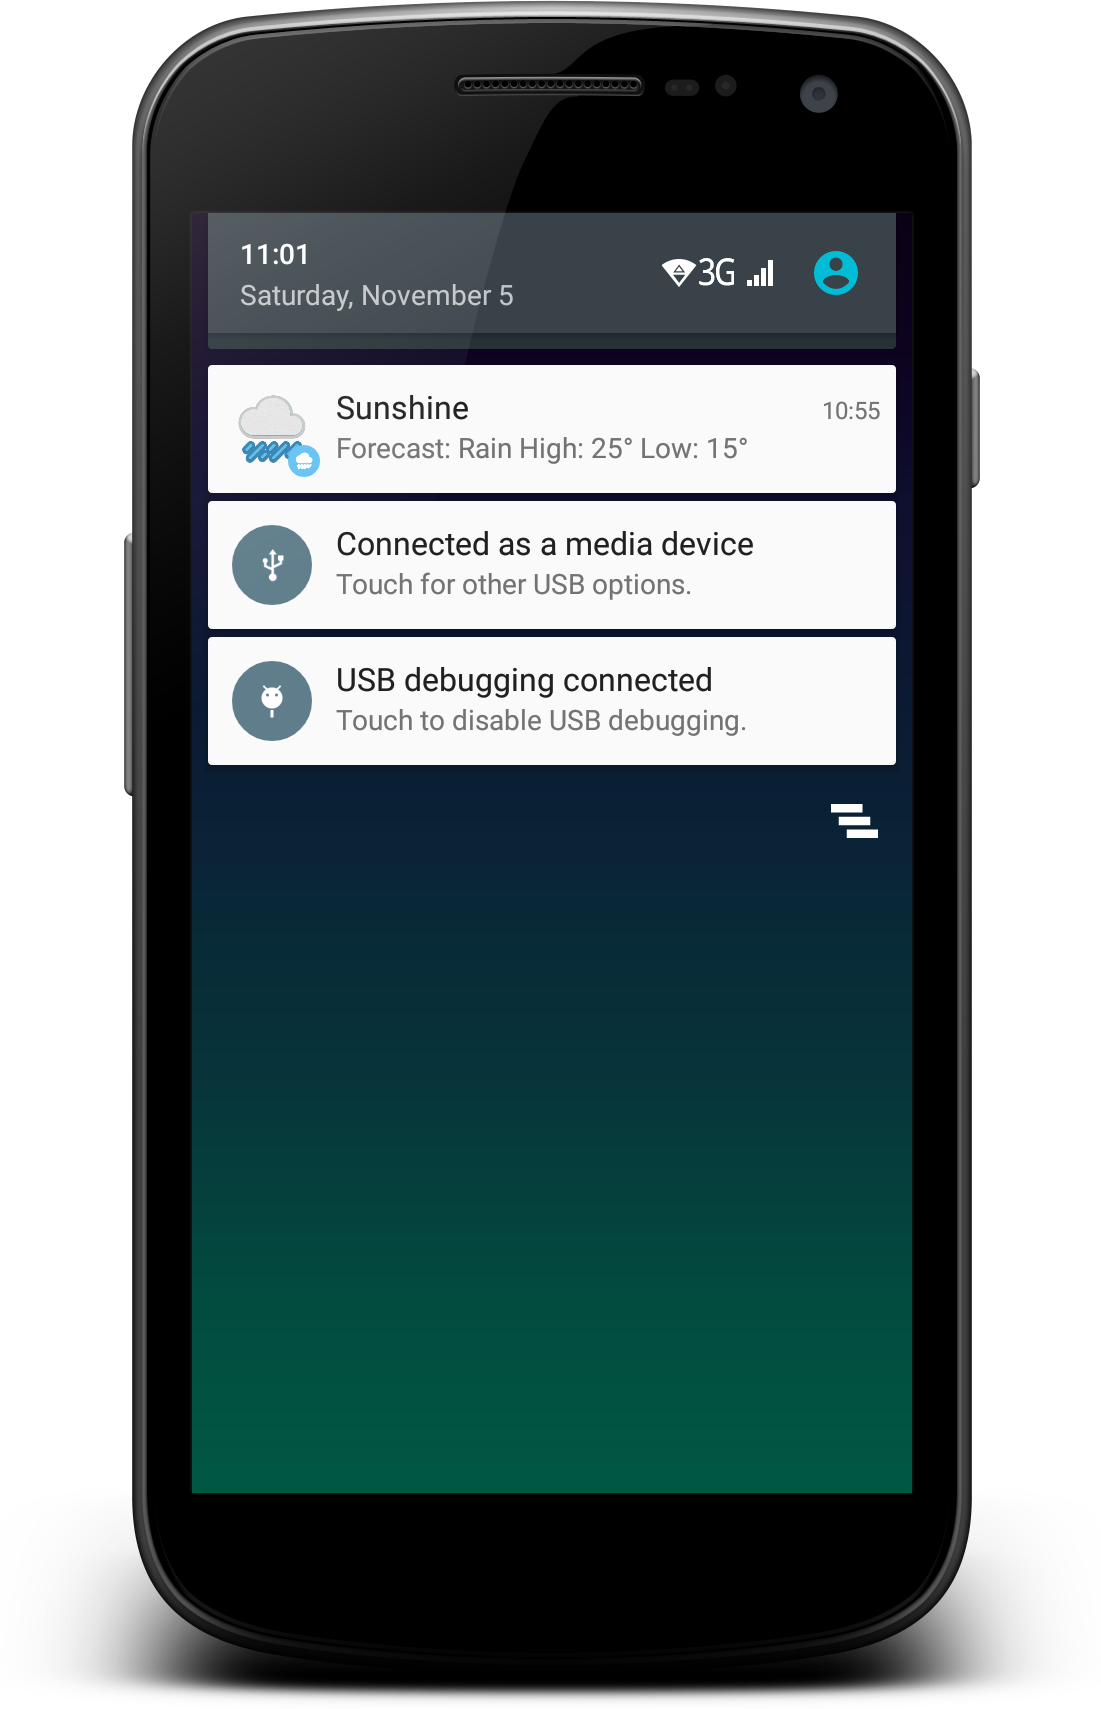 11:01
Saturday, November 5
3G
Sunshine
10:55
Forecast: Rain High: 25° Low: 15°
Connected as a media device
Touch for other USB options.
USB debugging connected
Touch to disable USB debugging.